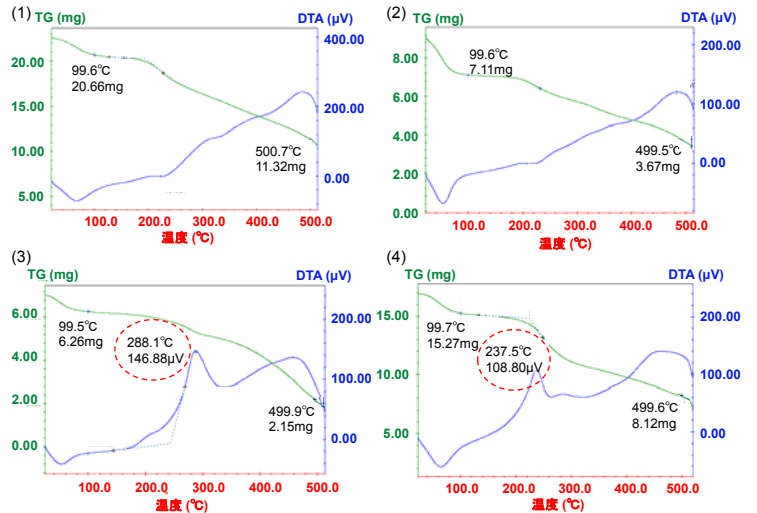 (1)
TG (mg)
DTA (μV)
20.00
15.00
10.00
5.00
400.00
200.00
0.00
99.6℃
20.66mg
500.7℃
11.32mg
100.0 200.0 300.0 400.0 500.0
温度 (℃)
(2)
TG (mg)
DTA (μV)
8.00
6.00
4.00
2.00
0.00
200.00
100.00
0.00
99.6℃
7.11mg
499.5℃
3.67mg
100.0 200.0 300.0 400.0 500.0
温度 (℃)
(3)
TG (mg)
DTA (μV)
6.00
4.00
2.00
0.00
200.00
100.00
0.00
99.5℃
6.26mg
288.1℃
146.88μV
499.9℃
2.15mg
100.0 200.0 300.0 400.0 500.0
温度 (℃)
(4)
TG (mg)
DTA (μV)
15.00
10.00
5.00
200.00
100.00
0.00
99.7℃
15.27mg
237.5℃
108.80μV
499.6℃
8.12mg
100.0 200.0 300.0 400.0 500.0
温度 (℃)